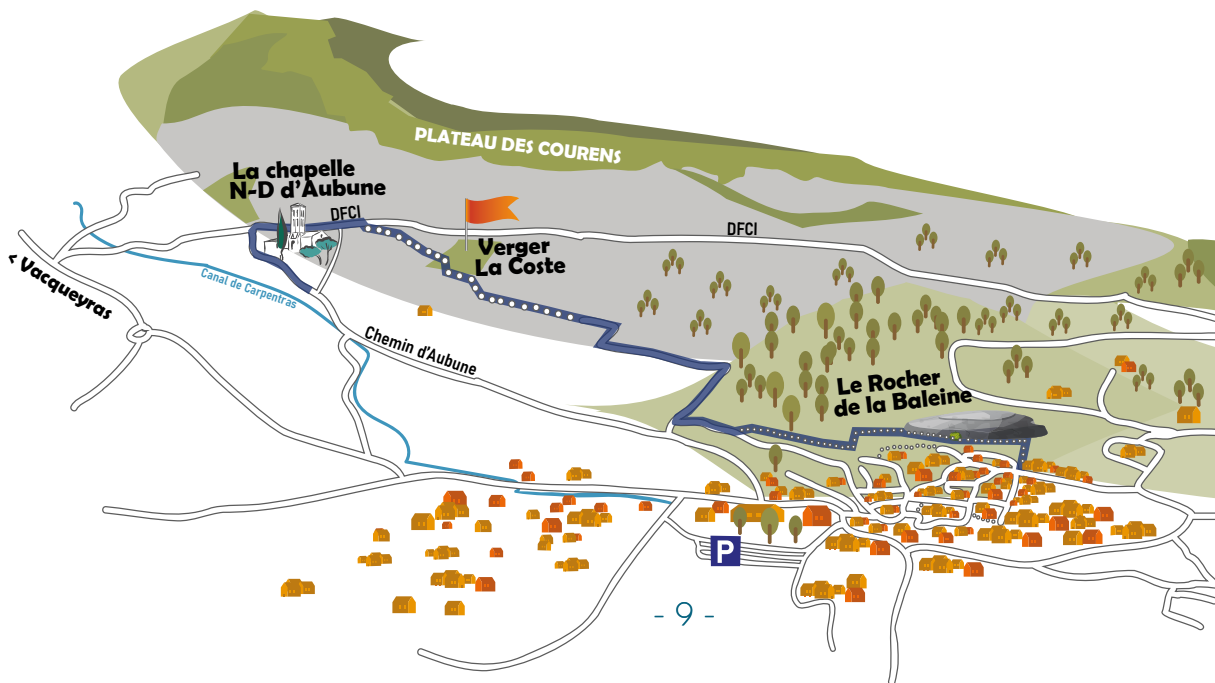 PLATEAU DES COURENS
La chapelle
N-D d'Aubune
DFCI
DFCI
Verger
La Coste
< Vacqueyras
Canal de Carpentras
Chemin d'Aubune
Le Rocher
de la Baleine
P
- 9 -